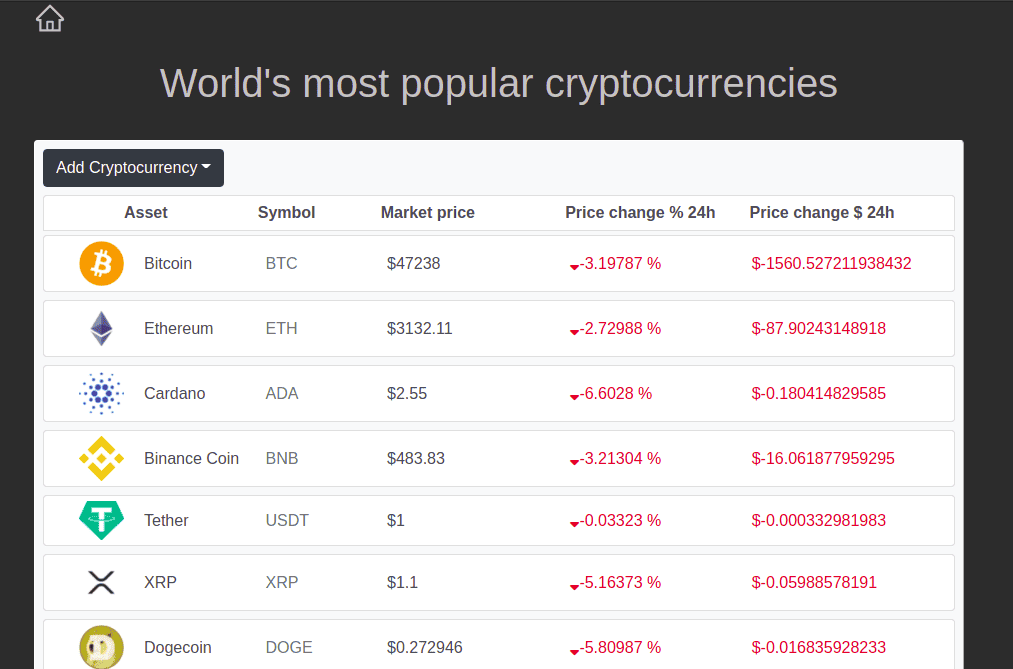 World's most popular cryptocurrencies
Add Cryptocurrency
Asset Symbol Market price Price change % 24h Price change $ 24h
Bitcoin BTC $47238 -3.19787 % $-1560.527211938432
Ethereum ETH $3132.11 -2.72988 % $-87.90243148918
Cardano ADA $2.55 -6.6028 % $-0.180414829585
Binance Coin BNB $483.83 -3.21304 % $-16.061877959295
Tether USDT $1 -0.03323 % $-0.000332981983
XRP XRP $1.1 -5.16373 % $-0.05988578191
Dogecoin DOGE $0.272946 -5.80987 % $-0.016835928233